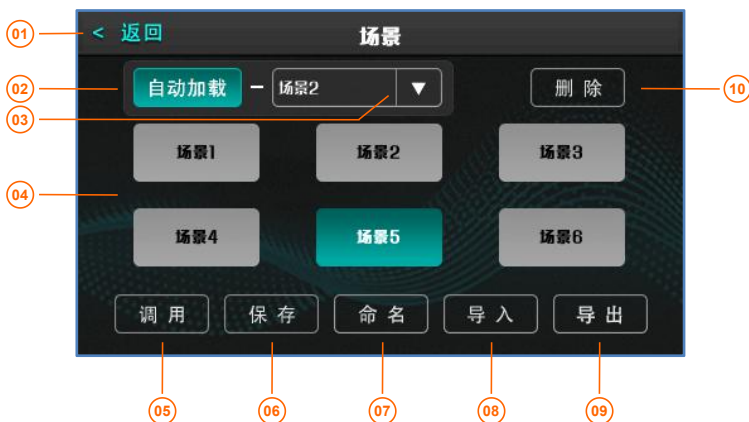 01 < 返回 场景
02 自动加载 - 场景2 ▼ 删除 10
03
场景1 场景2 场景3
04
场景4 场景5 场景6
调用 保存 命名 导入 导出
05 06 07 08 09